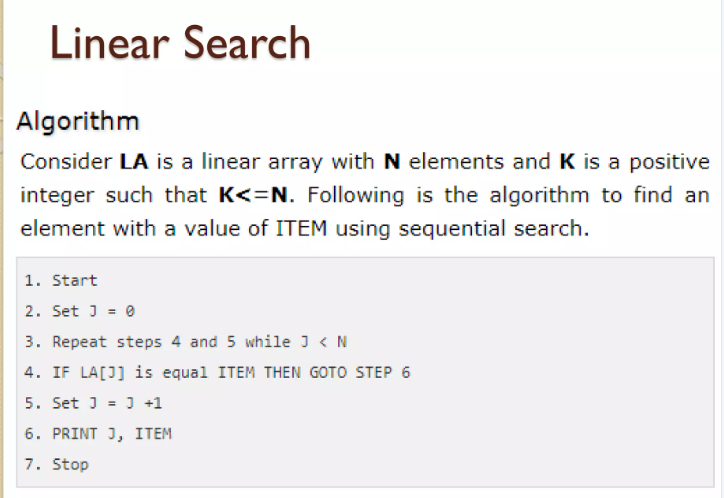 Linear Search
Algorithm
Consider LA is a linear array with N elements and K is a positive
integer such that K<=N. Following is the algorithm to find an
element with a value of ITEM using sequential search.
1. Start
2. Set J = 0
3. Repeat steps 4 and 5 while J < N
4. IF LA[J] is equal ITEM THEN GOTO STEP 6
5. Set J = J +1
6. PRINT J, ITEM
7. Stop